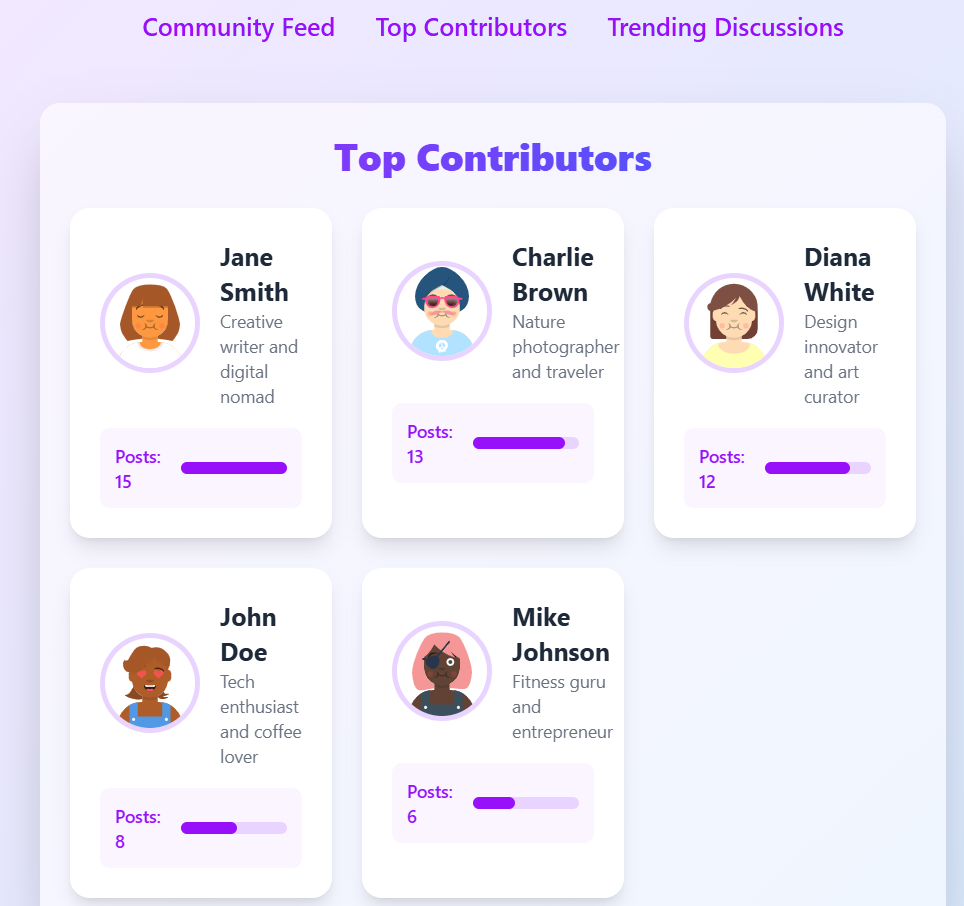 Community Feed Top Contributors Trending Discussions
Top Contributors
Jane
Smith
Creative
writer and
digital
nomad
Posts:
15
Charlie
Brown
Nature
photographer
and traveler
Posts:
13
Diana
White
Design
innovator
and art
curator
Posts:
12
John
Doe
Tech
enthusiast
and coffee
lover
Posts:
8
Mike
Johnson
Fitness guru
and
entrepreneur
Posts:
6